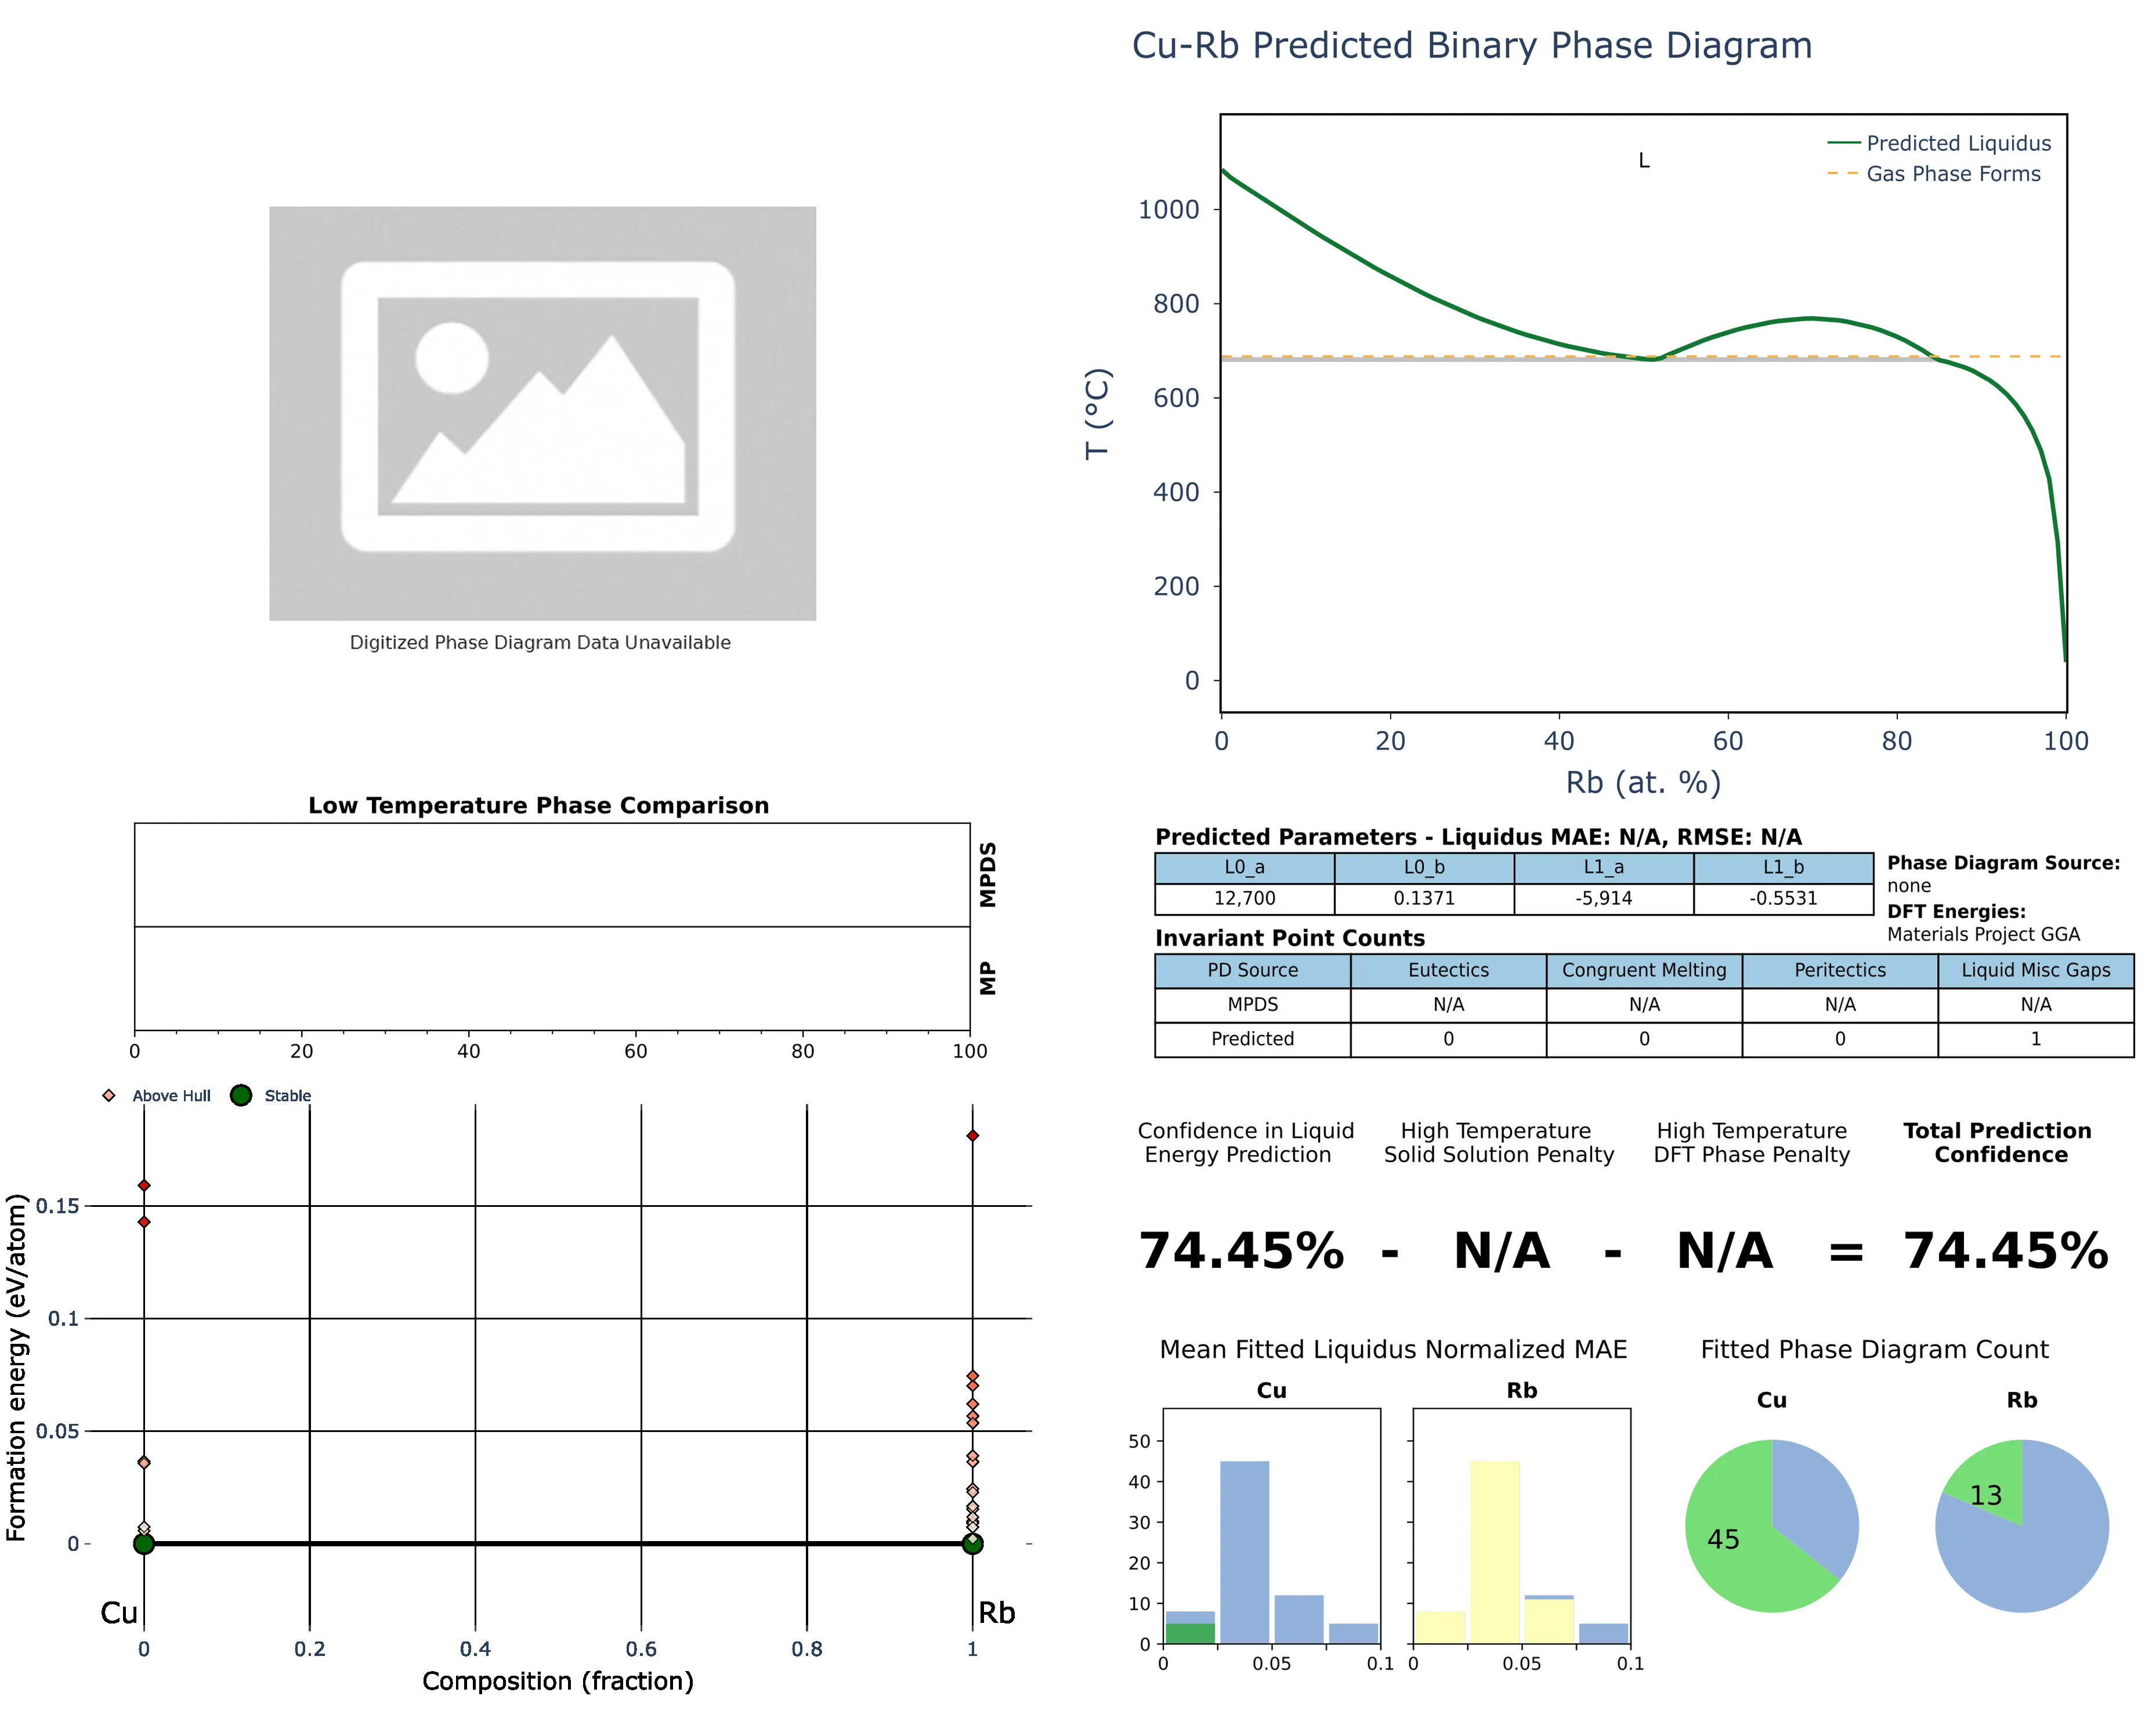 Cu-Rb Predicted Binary Phase Diagram
Digitized Phase Diagram Data Unavailable
L
Predicted Liquidus
Gas Phase Forms
1000
800
600
400
200
0
T (°C)
0 20 40 60 80 100
Rb (at. %)
Low Temperature Phase Comparison
MPDS
MP
0 20 40 60 80 100
Predicted Parameters - Liquidus MAE: N/A, RMSE: N/A
L0_a L0_b L1_a L1_b
12,700 0.1371 -5,914 -0.5531
Phase Diagram Source:
none
DFT Energies:
Materials Project GGA
Invariant Point Counts
PD Source Eutectics Congruent Melting Peritectics Liquid Misc Gaps
MPDS N/A N/A N/A N/A
Predicted 0 0 0 1
Above Hull Stable
0.15
0.1
0.05
0
Formation energy (eV/atom)
Cu Rb
0 0.2 0.4 0.6 0.8 1
Composition (fraction)
Confidence in Liquid
Energy Prediction
High Temperature
Solid Solution Penalty
High Temperature
DFT Phase Penalty
Total Prediction
Confidence
74.45% - N/A - N/A = 74.45%
Mean Fitted Liquidus Normalized MAE
Cu Rb
50
40
30
20
10
0
0 0.05 0.1 0 0.05 0.1
Fitted Phase Diagram Count
Cu Rb
45 13